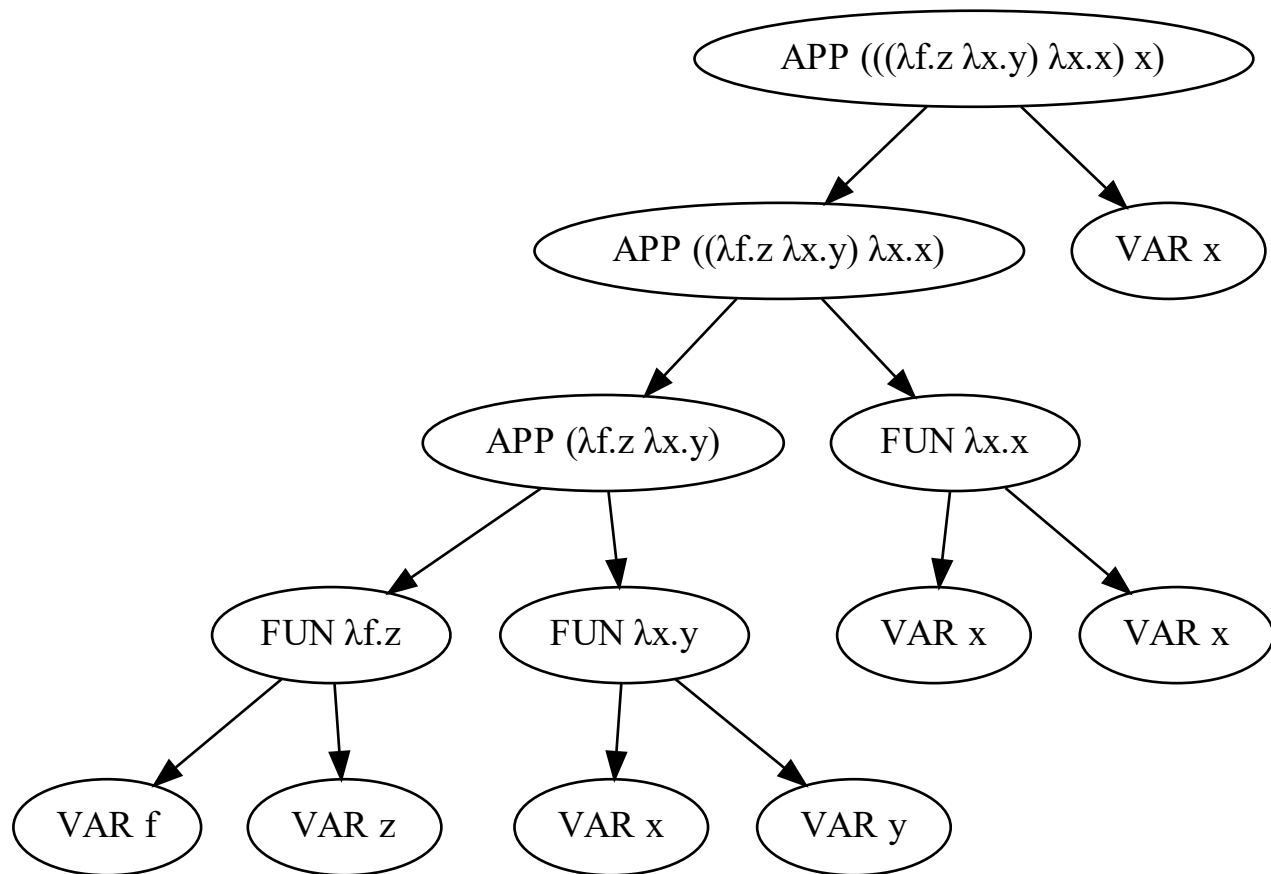 APP (((λf.z λx.y) λx.x) x)
APP ((λf.z λx.y) λx.x)
VAR x
APP (λf.z λx.y)
FUN λx.x
FUN λf.z
FUN λx.y
VAR x
VAR x
VAR f
VAR z
VAR x
VAR y